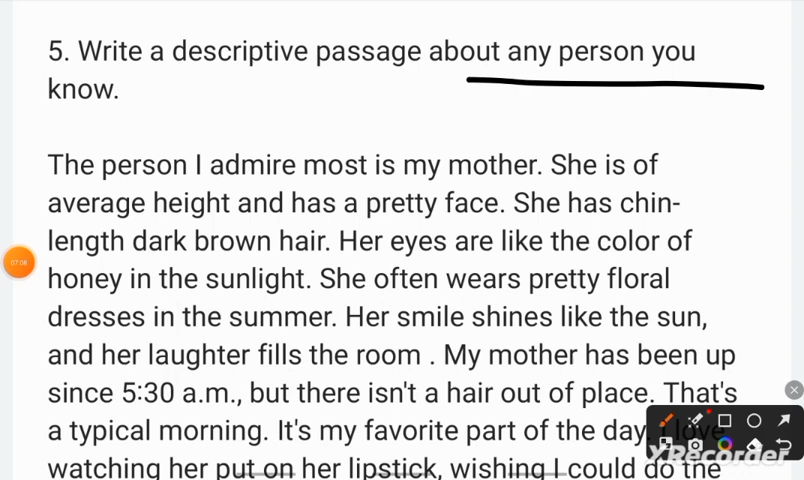 5. Write a descriptive passage about any person you
know.
The person I admire most is my mother. She is of
average height and has a pretty face. She has chin-
length dark brown hair. Her eyes are like the color of
honey in the sunlight. She often wears pretty floral
dresses in the summer. Her smile shines like the sun,
and her laughter fills the room . My mother has been up
since 5:30 a.m., but there isn't a hair out of place. That's
a typical morning. It's my favorite part of the day. I love
watching her put on her lipstick, wishing I could do the
07:08
XRecorder